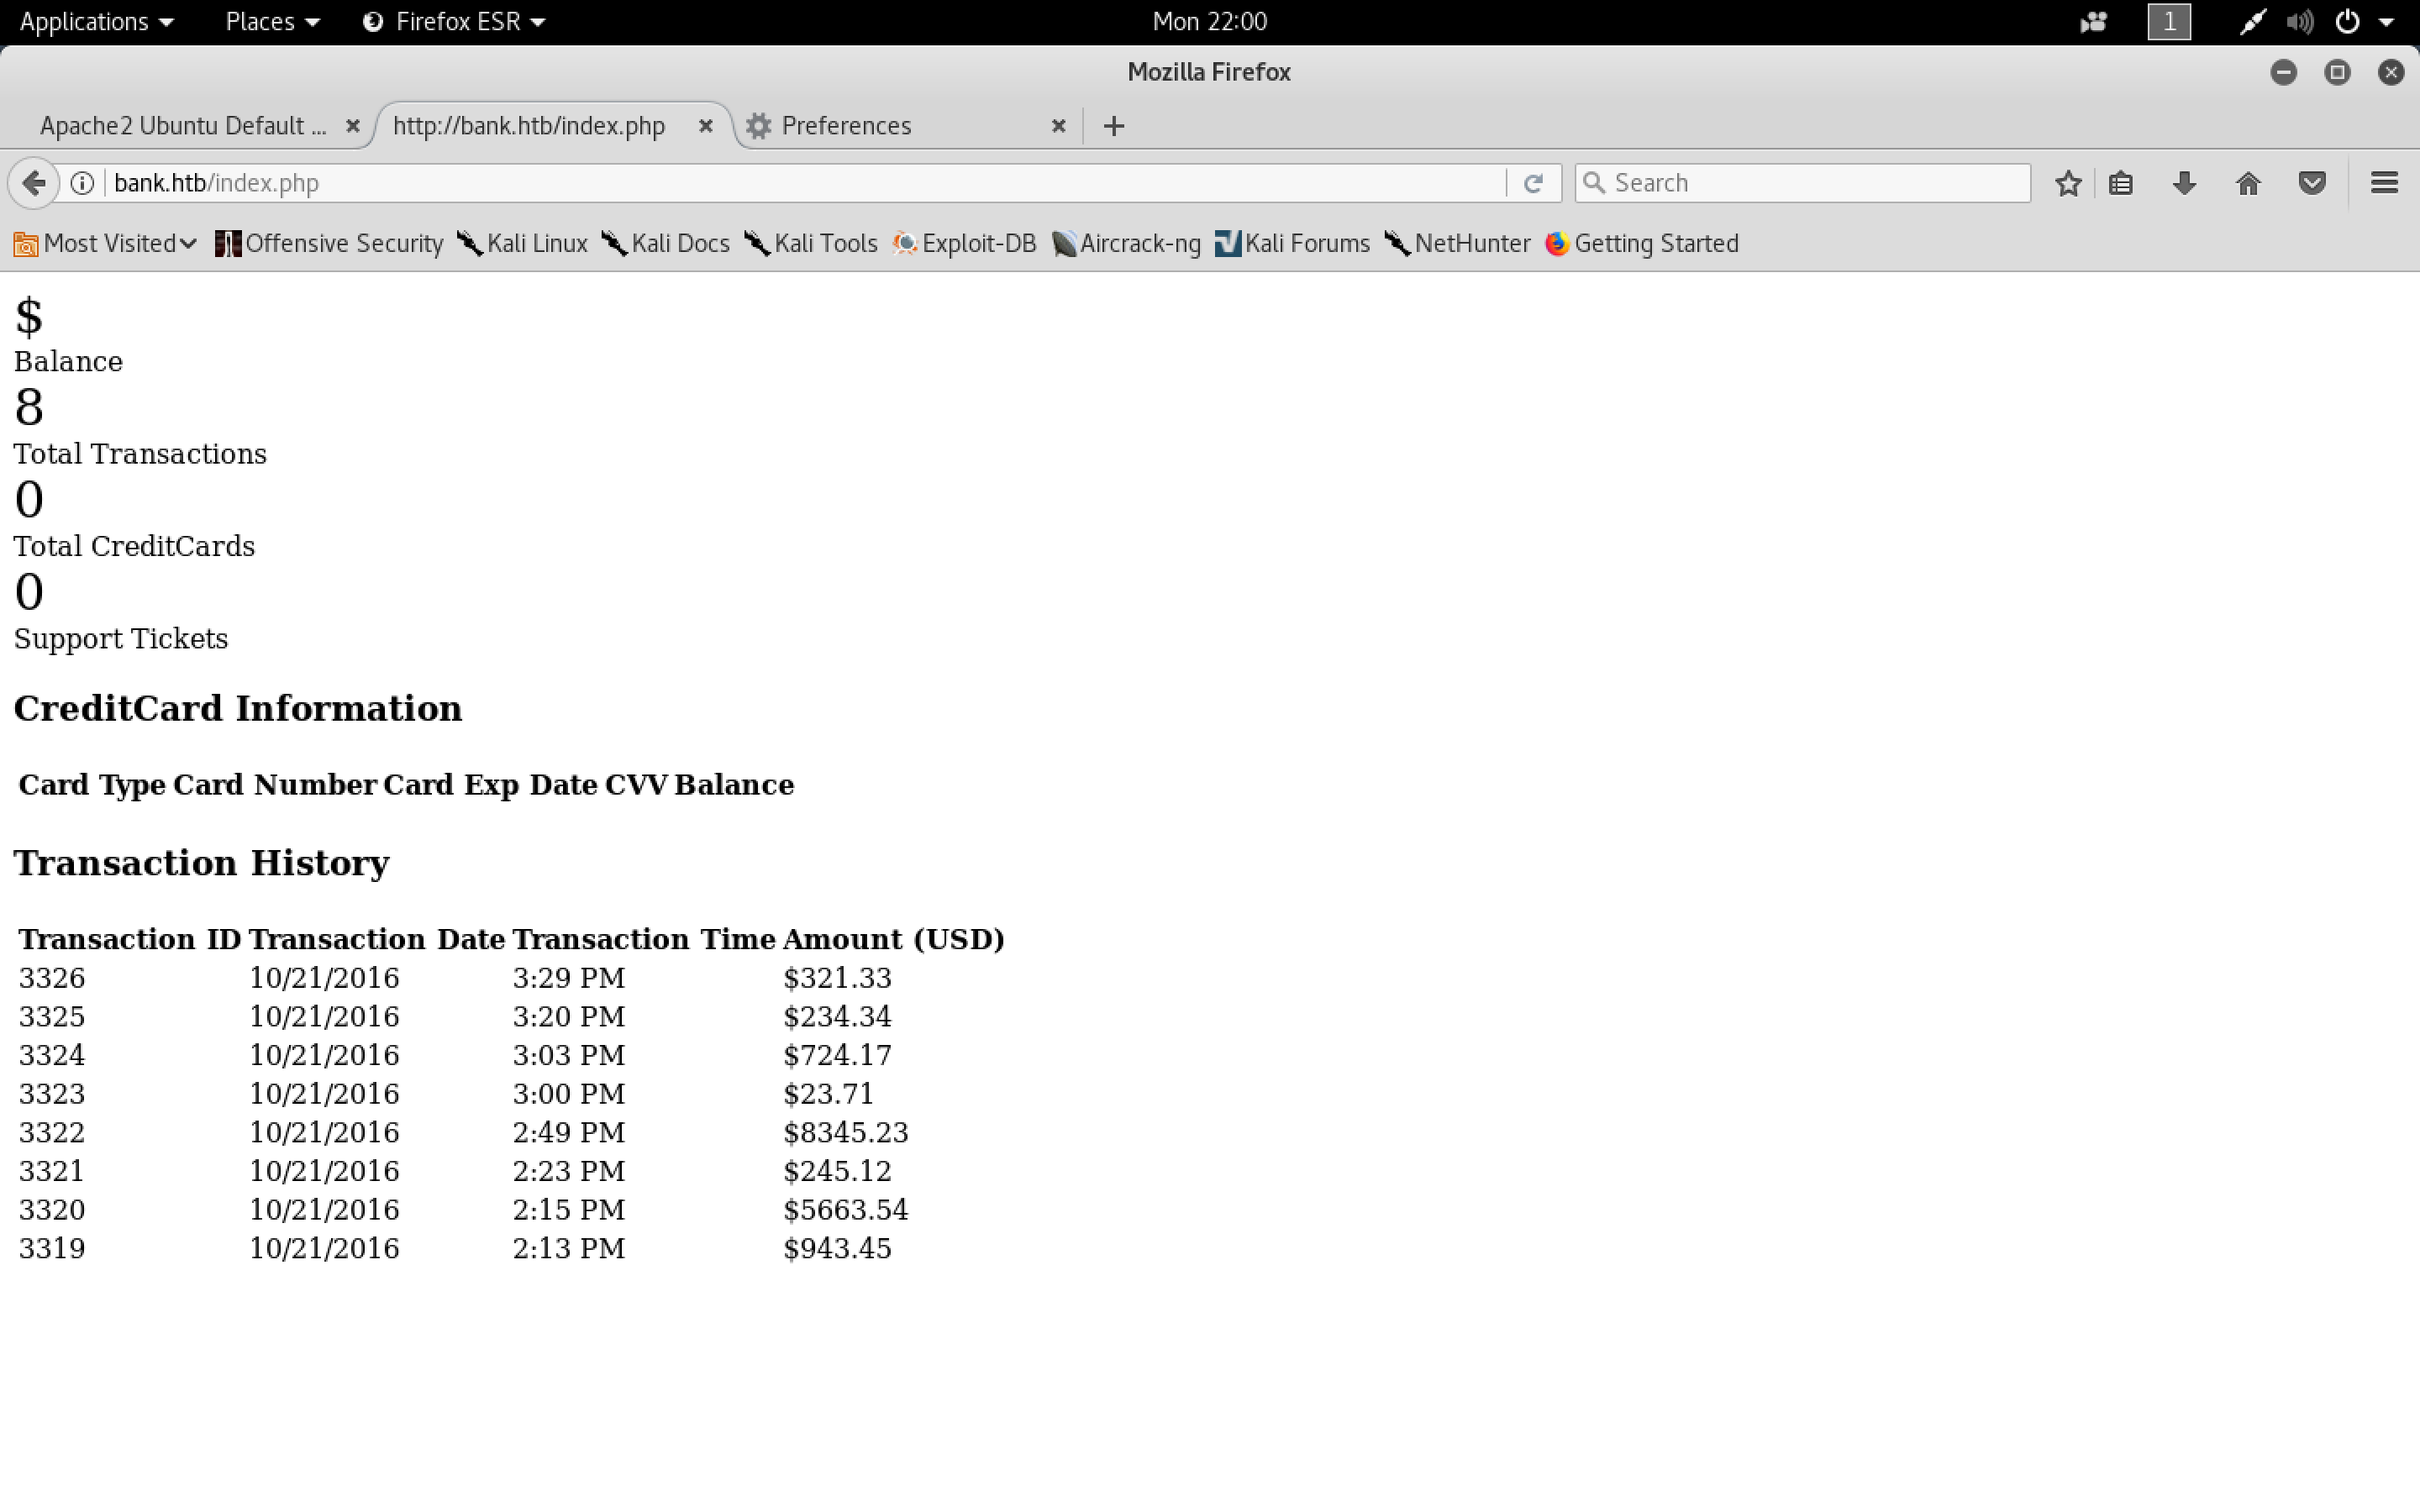 Applications Places Firefox ESR Mon 22:00 1
Mozilla Firefox
Apache2 Ubuntu Default ... http://bank.htb/index.php Preferences
bank.htb/index.php Search
Most Visited Offensive Security Kali Linux Kali Docs Kali Tools Exploit-DB Aircrack-ng Kali Forums NetHunter Getting Started
$
Balance
8
Total Transactions
0
Total CreditCards
0
Support Tickets
CreditCard Information
Card Type Card Number Card Exp Date CVV Balance
Transaction History
Transaction ID Transaction Date Transaction Time Amount (USD)
3326 10/21/2016 3:29 PM $321.33
3325 10/21/2016 3:20 PM $234.34
3324 10/21/2016 3:03 PM $724.17
3323 10/21/2016 3:00 PM $23.71
3322 10/21/2016 2:49 PM $8345.23
3321 10/21/2016 2:23 PM $245.12
3320 10/21/2016 2:15 PM $5663.54
3319 10/21/2016 2:13 PM $943.45